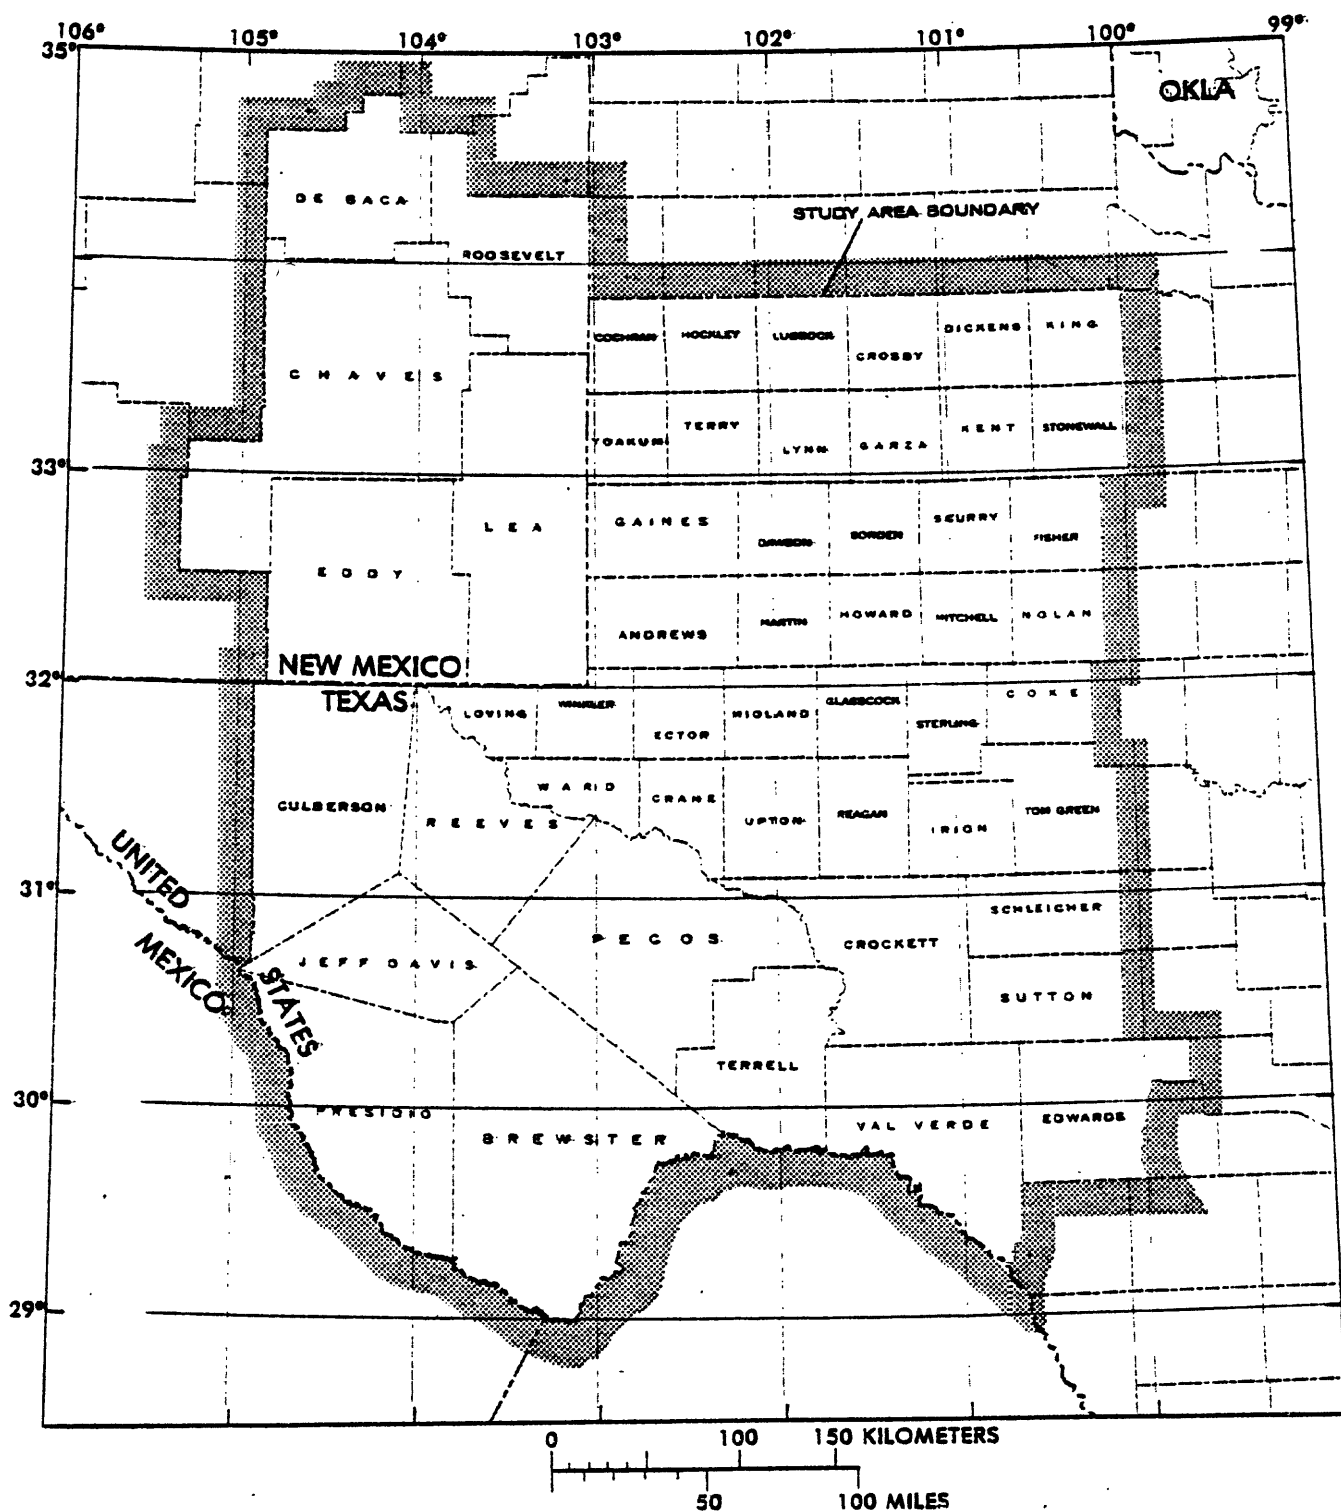 106° 105° 104° 103° 102° 101° 100° 99°
35°
OKLA
DE BACA
STUDY AREA BOUNDARY
ROOSEVELT
COCHRAN HOCKLEY LUBBOCK CROSBY DICKENS KING
CHAVES
YOAKUM TERRY LYNN GARZA KENT STONEWALL
33°
LEA GAINES DAWSON BORDEN SCURRY FISHER
EDDY
ANDREWS MARTIN HOWARD MITCHELL NOLAN
NEW MEXICO
32°
TEXAS
LOVING WINKLER ECTOR MIDLAND GLASSCOCK STERLING COKE
CULBERSON REEVES WARD CRANE UPTON REAGAN IRION TOM GREEN
UNITED
STATES
MEXICO
31°
JEFF DAVIS PECOS CROCKETT SCHLEICHER
SUTTON
TERRELL
30°
PRESIDIO BREWSTER VAL VERDE EDWARDS
29°
0 100 150 KILOMETERS
50 100 MILES